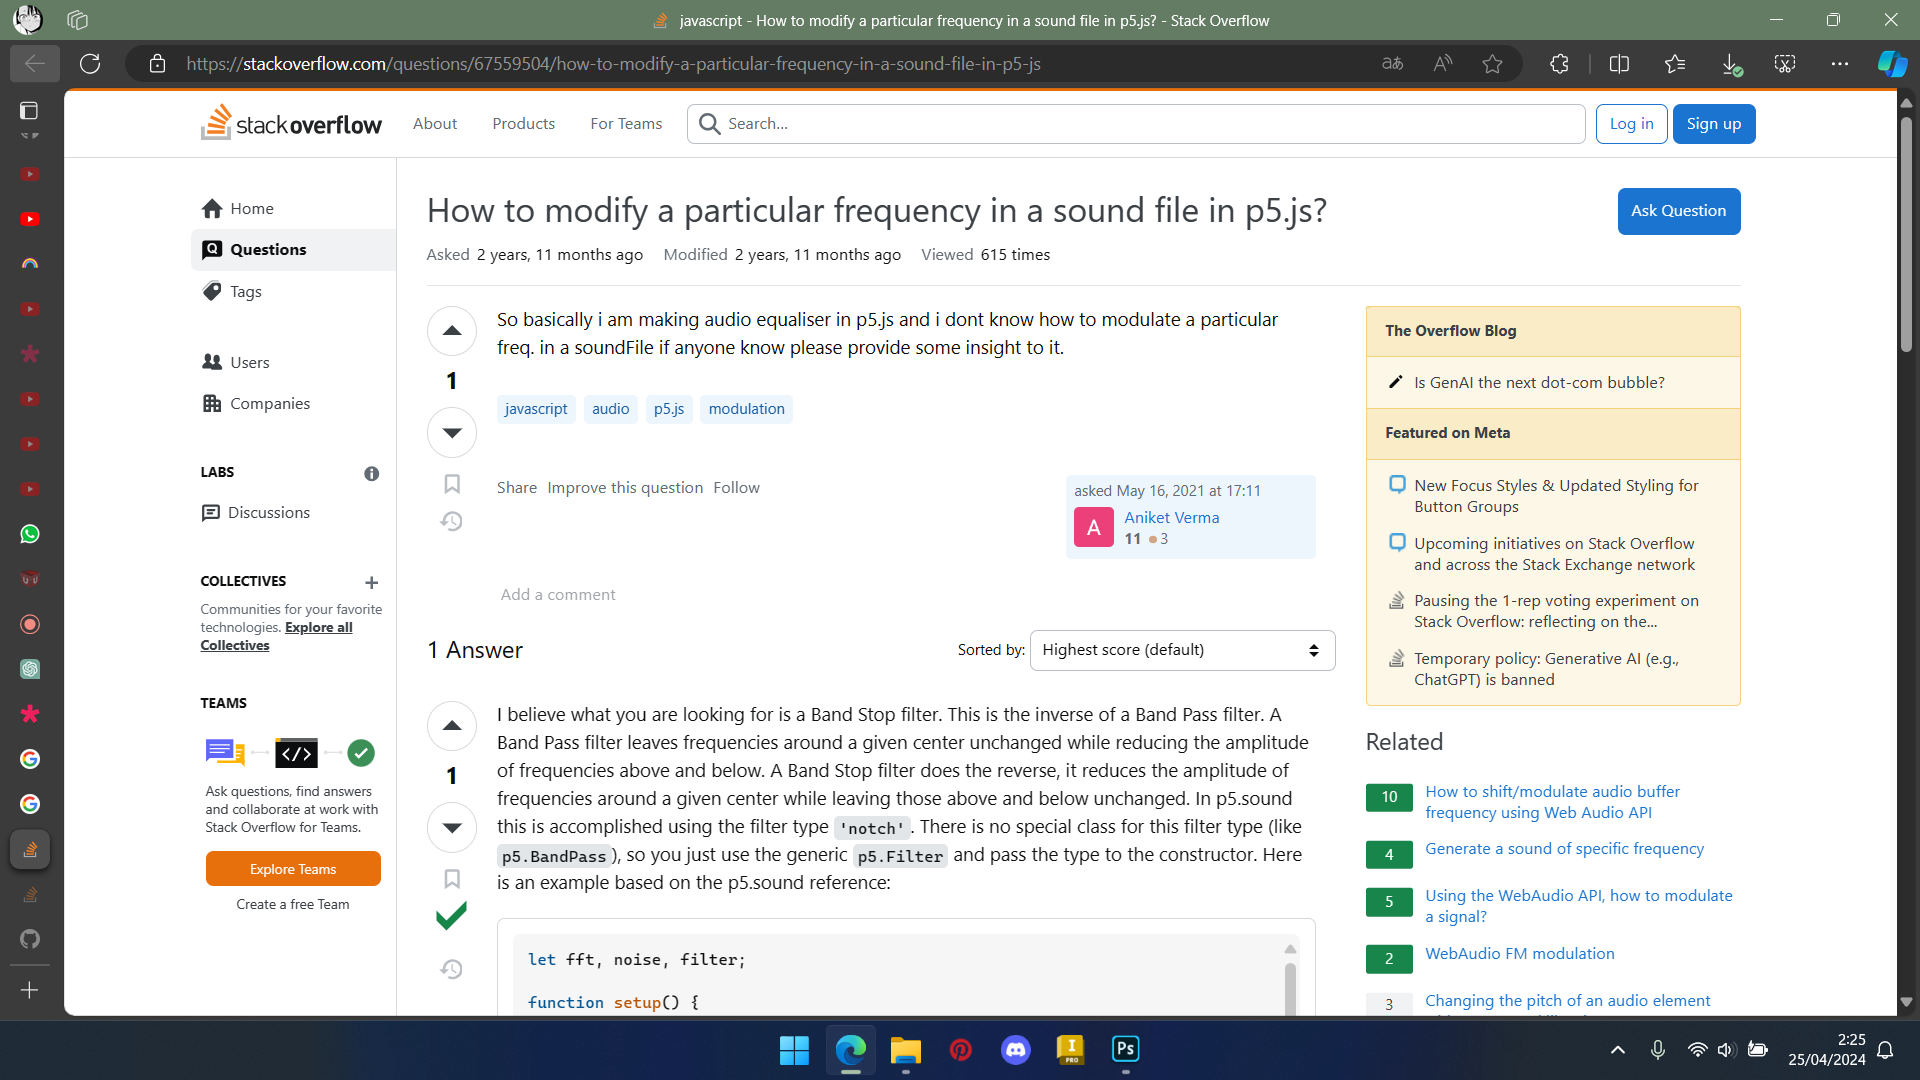 javascript - How to modify a particular frequency in a sound file in p5.js? - Stack Overflow
https://stackoverflow.com/questions/67559504/how-to-modify-a-particular-frequency-in-a-sound-file-in-p5-js
stackoverflow
About
Products
For Teams
Search...
Log in
Sign up
Home
Questions
Tags
Users
Companies
LABS
Discussions
COLLECTIVES
Communities for your favorite
technologies. Explore all
Collectives
TEAMS
Ask questions, find answers
and collaborate at work with
Stack Overflow for Teams.
Explore Teams
Create a free Team
How to modify a particular frequency in a sound file in p5.js?
Ask Question
Asked 2 years, 11 months ago Modified 2 years, 11 months ago Viewed 615 times
1
So basically i am making audio equaliser in p5.js and i dont know how to modulate a particular
freq. in a soundFile if anyone know please provide some insight to it.
javascript audio p5.js modulation
Share Improve this question Follow
asked May 16, 2021 at 17:11
A
Aniket Verma
11 3
Add a comment
1 Answer
Sorted by:
Highest score (default)
1
I believe what you are looking for is a Band Stop filter. This is the inverse of a Band Pass filter. A
Band Pass filter leaves frequencies around a given center unchanged while reducing the amplitude
of frequencies above and below. A Band Stop filter does the reverse, it reduces the amplitude of
frequencies around a given center while leaving those above and below unchanged. In p5.sound
this is accomplished using the filter type 'notch'. There is no special class for this filter type (like
p5.BandPass), so you just use the generic p5.Filter and pass the type to the constructor. Here
is an example based on the p5.sound reference:
let fft, noise, filter;
function setup() {
The Overflow Blog
Is GenAI the next dot-com bubble?
Featured on Meta
New Focus Styles & Updated Styling for
Button Groups
Upcoming initiatives on Stack Overflow
and across the Stack Exchange network
Pausing the 1-rep voting experiment on
Stack Overflow: reflecting on the...
Temporary policy: Generative AI (e.g.,
ChatGPT) is banned
Related
10
How to shift/modulate audio buffer
frequency using Web Audio API
4
Generate a sound of specific frequency
5
Using the WebAudio API, how to modulate
a signal?
2
WebAudio FM modulation
3
Changing the pitch of an audio element
I
PRO
Ps
2:25
25/04/2024